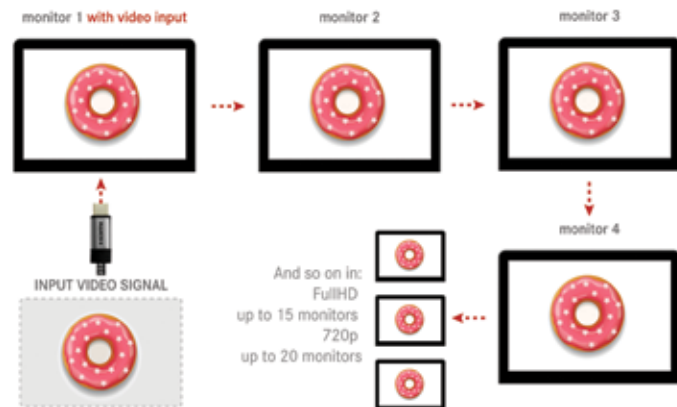 monitor 1 with video input
monitor 2
monitor 3
monitor 4
INPUT VIDEO SIGNAL
And so on in:
FullHD
up to 15 monitors
720p
up to 20 monitors